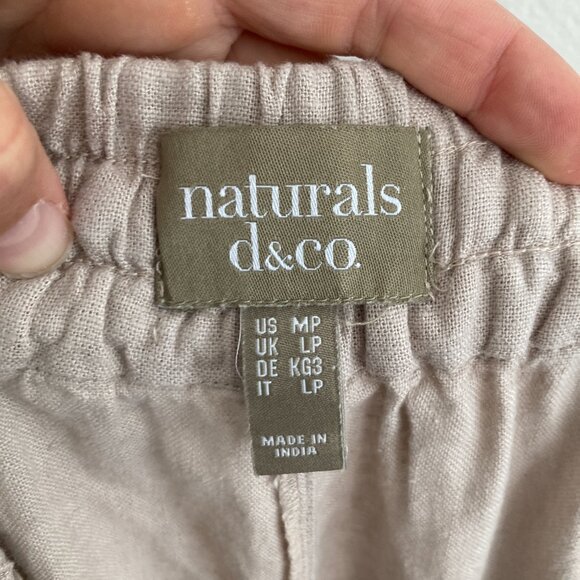 naturals
d&co.
US MP
UK LP
DE KG3
IT LP
MADE IN
INDIA